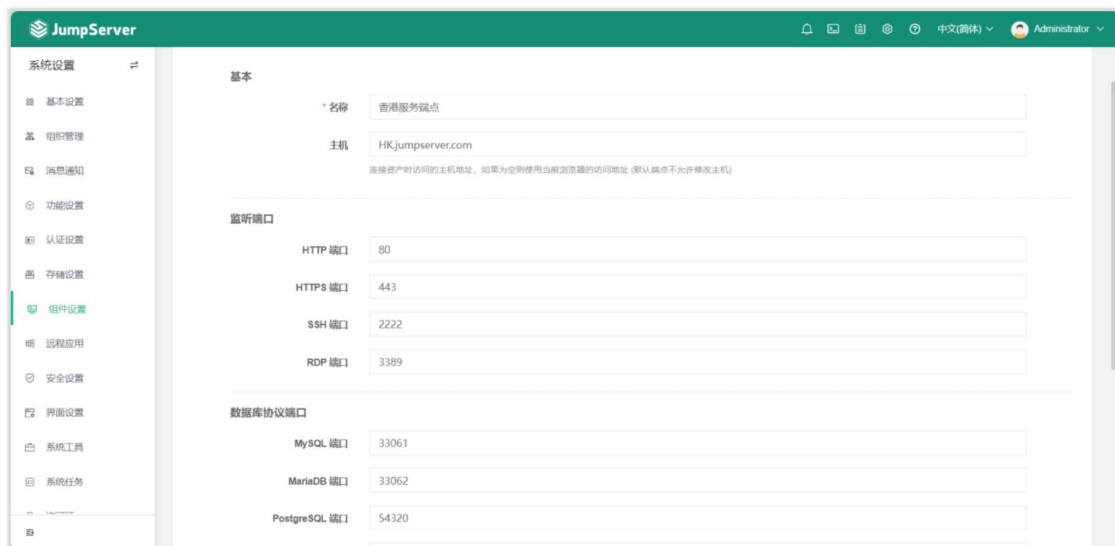 JumpServer
中文(简体)
Administrator
系统设置
基本设置
组织管理
消息通知
功能设置
认证设置
存储设置
组件设置
远程应用
安全设置
界面设置
系统工具
系统任务
基本
* 名称 香港服务端点
主机 HK.jumpserver.com
连接资产时访问的主机地址，如果为空则使用当前浏览器的访问地址 (默认端点不允许修改主机)
监听端口
HTTP 端口 80
HTTPS 端口 443
SSH 端口 2222
RDP 端口 3389
数据库协议端口
MySQL 端口 33061
MariaDB 端口 33062
PostgreSQL 端口 54320